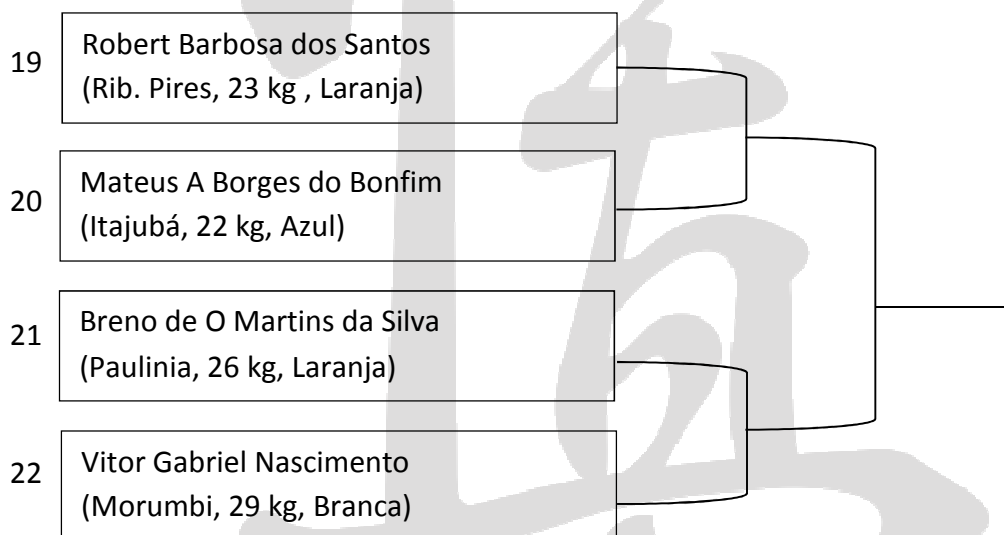 19
Robert Barbosa dos Santos
(Rib. Pires, 23 kg , Laranja)
20
Mateus A Borges do Bonfim
(Itajubá, 22 kg, Azul)
21
Breno de O Martins da Silva
(Paulinia, 26 kg, Laranja)
22
Vitor Gabriel Nascimento
(Morumbi, 29 kg, Branca)